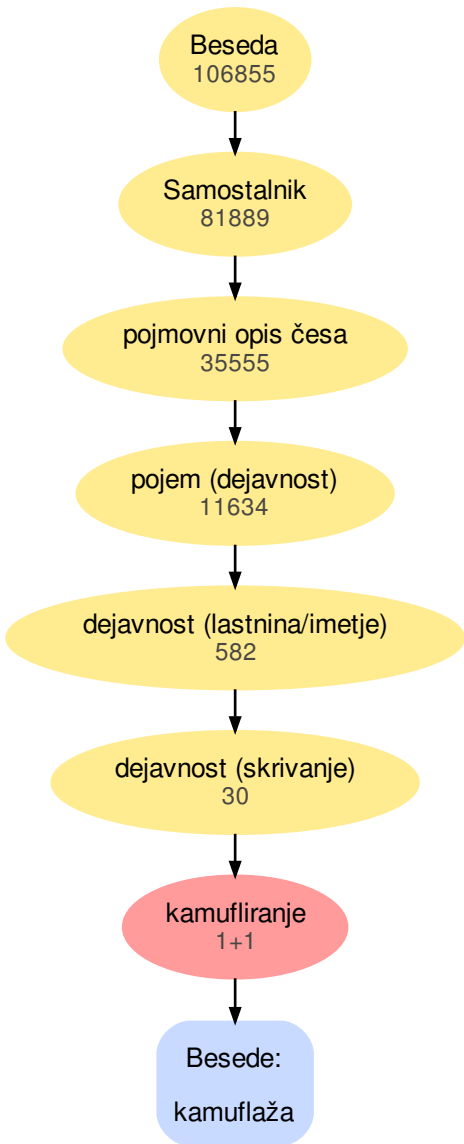 Beseda
106855
Samostalnik
81889
pojmovni opis česa
35555
pojem (dejavnost)
11634
dejavnost (lastnina/imetje)
582
dejavnost (skrivanje)
30
kamufliranje
1+1
Besede:
kamuflaža